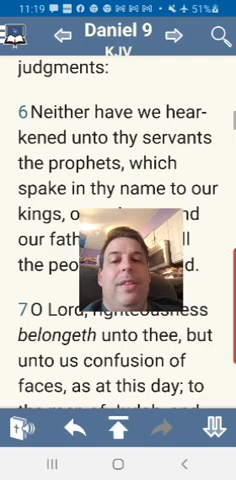 11:19
51%
Daniel 9
KJV
judgments:
6 Neither have we hear-
kened unto thy servants
the prophets, which
spake in thy name to our
kings,
our
the
7 O Lord, righteousness
belongeth unto thee, but
unto us confusion of
faces, as at this day; to